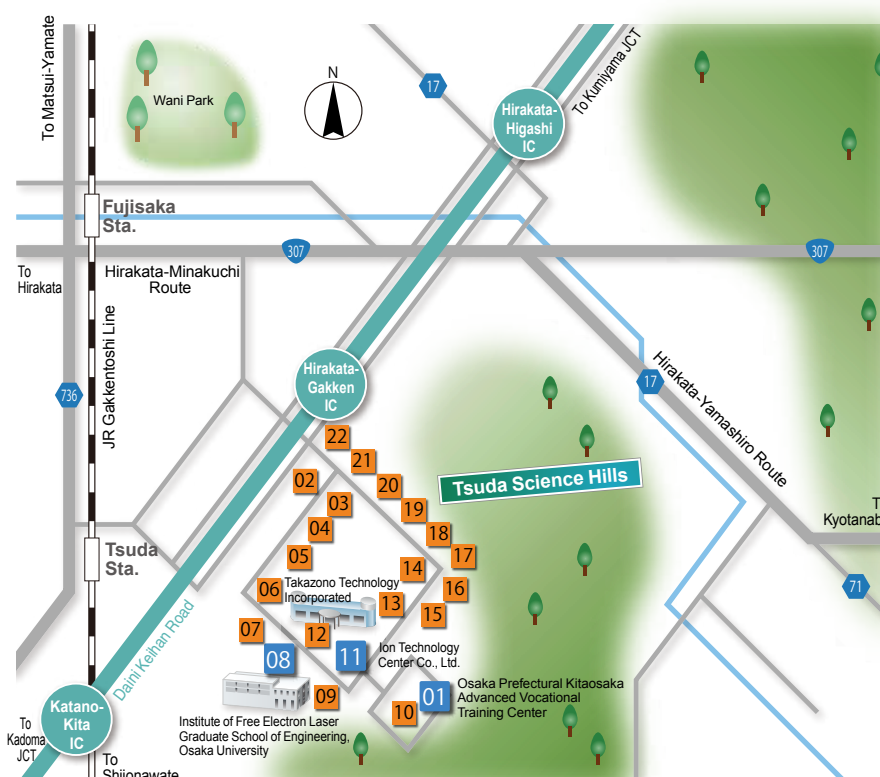 To Matsui-Yamate
Wani Park
N
17
To Kumiyama JCT
Hirakata-
Higashi
IC
Fujisaka
Sta.
307
307
To
Hirakata
Hirakata-Minakuchi
Route
JR Gakkentoshi Line
736
Hirakata-
Gakken
IC
17
Hirakata-Yamashiro Route
22
21
20
19
18
17
02
03
04
05
06
Tsuda Science Hills
Kyotanab
71
Tsuda
Sta.
14
16
15
13
Takazono Technology
Incorporated
12
07
08
11
Ion Technology
Center Co., Ltd.
09
10
01
Osaka Prefectural Kitaosaka
Advanced Vocational
Training Center
Institute of Free Electron Laser
Graduate School of Engineering,
Osaka University
Daini Keihan Road
Katano-
Kita
IC
To
Kadoma
JCT
To
Shijonawate